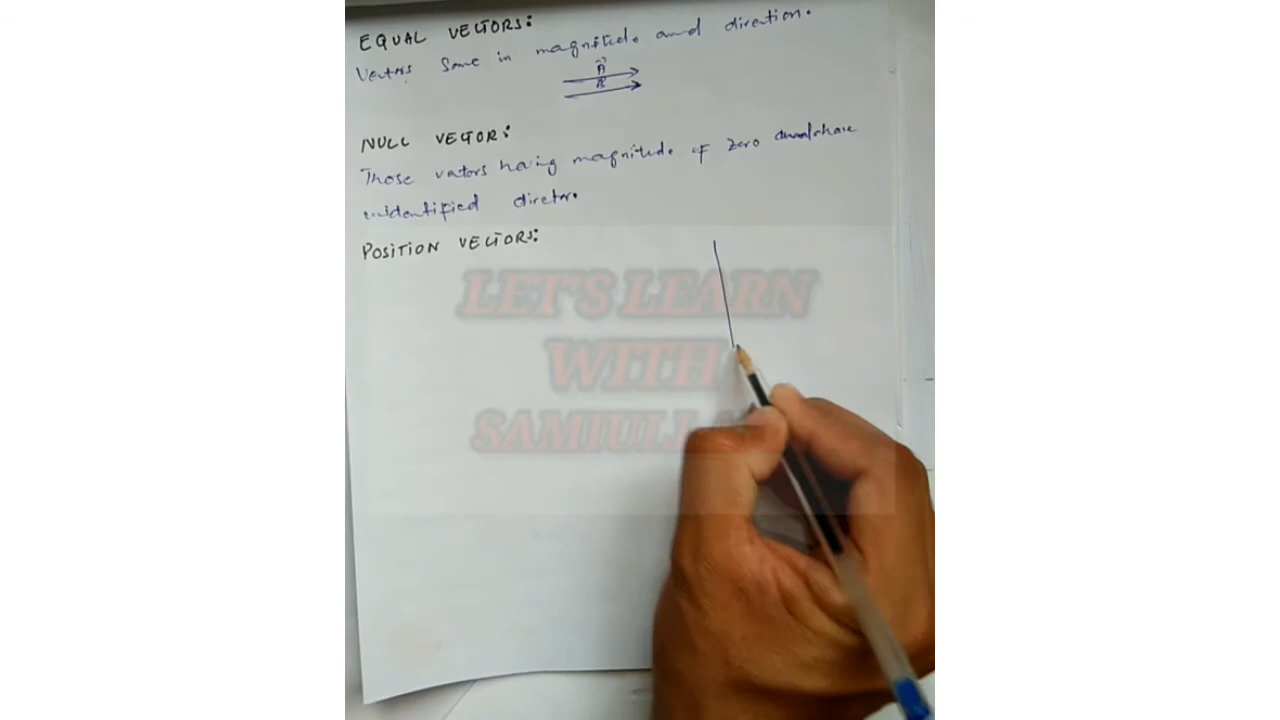 EQUAL VECTORS:
Vectors same in magnitude and direction.
A
A
NULL VECTOR:
Those vectors having magnitude of zero and have
unidentified
POSITION VECTORS:
LET'S LEARN
WITH